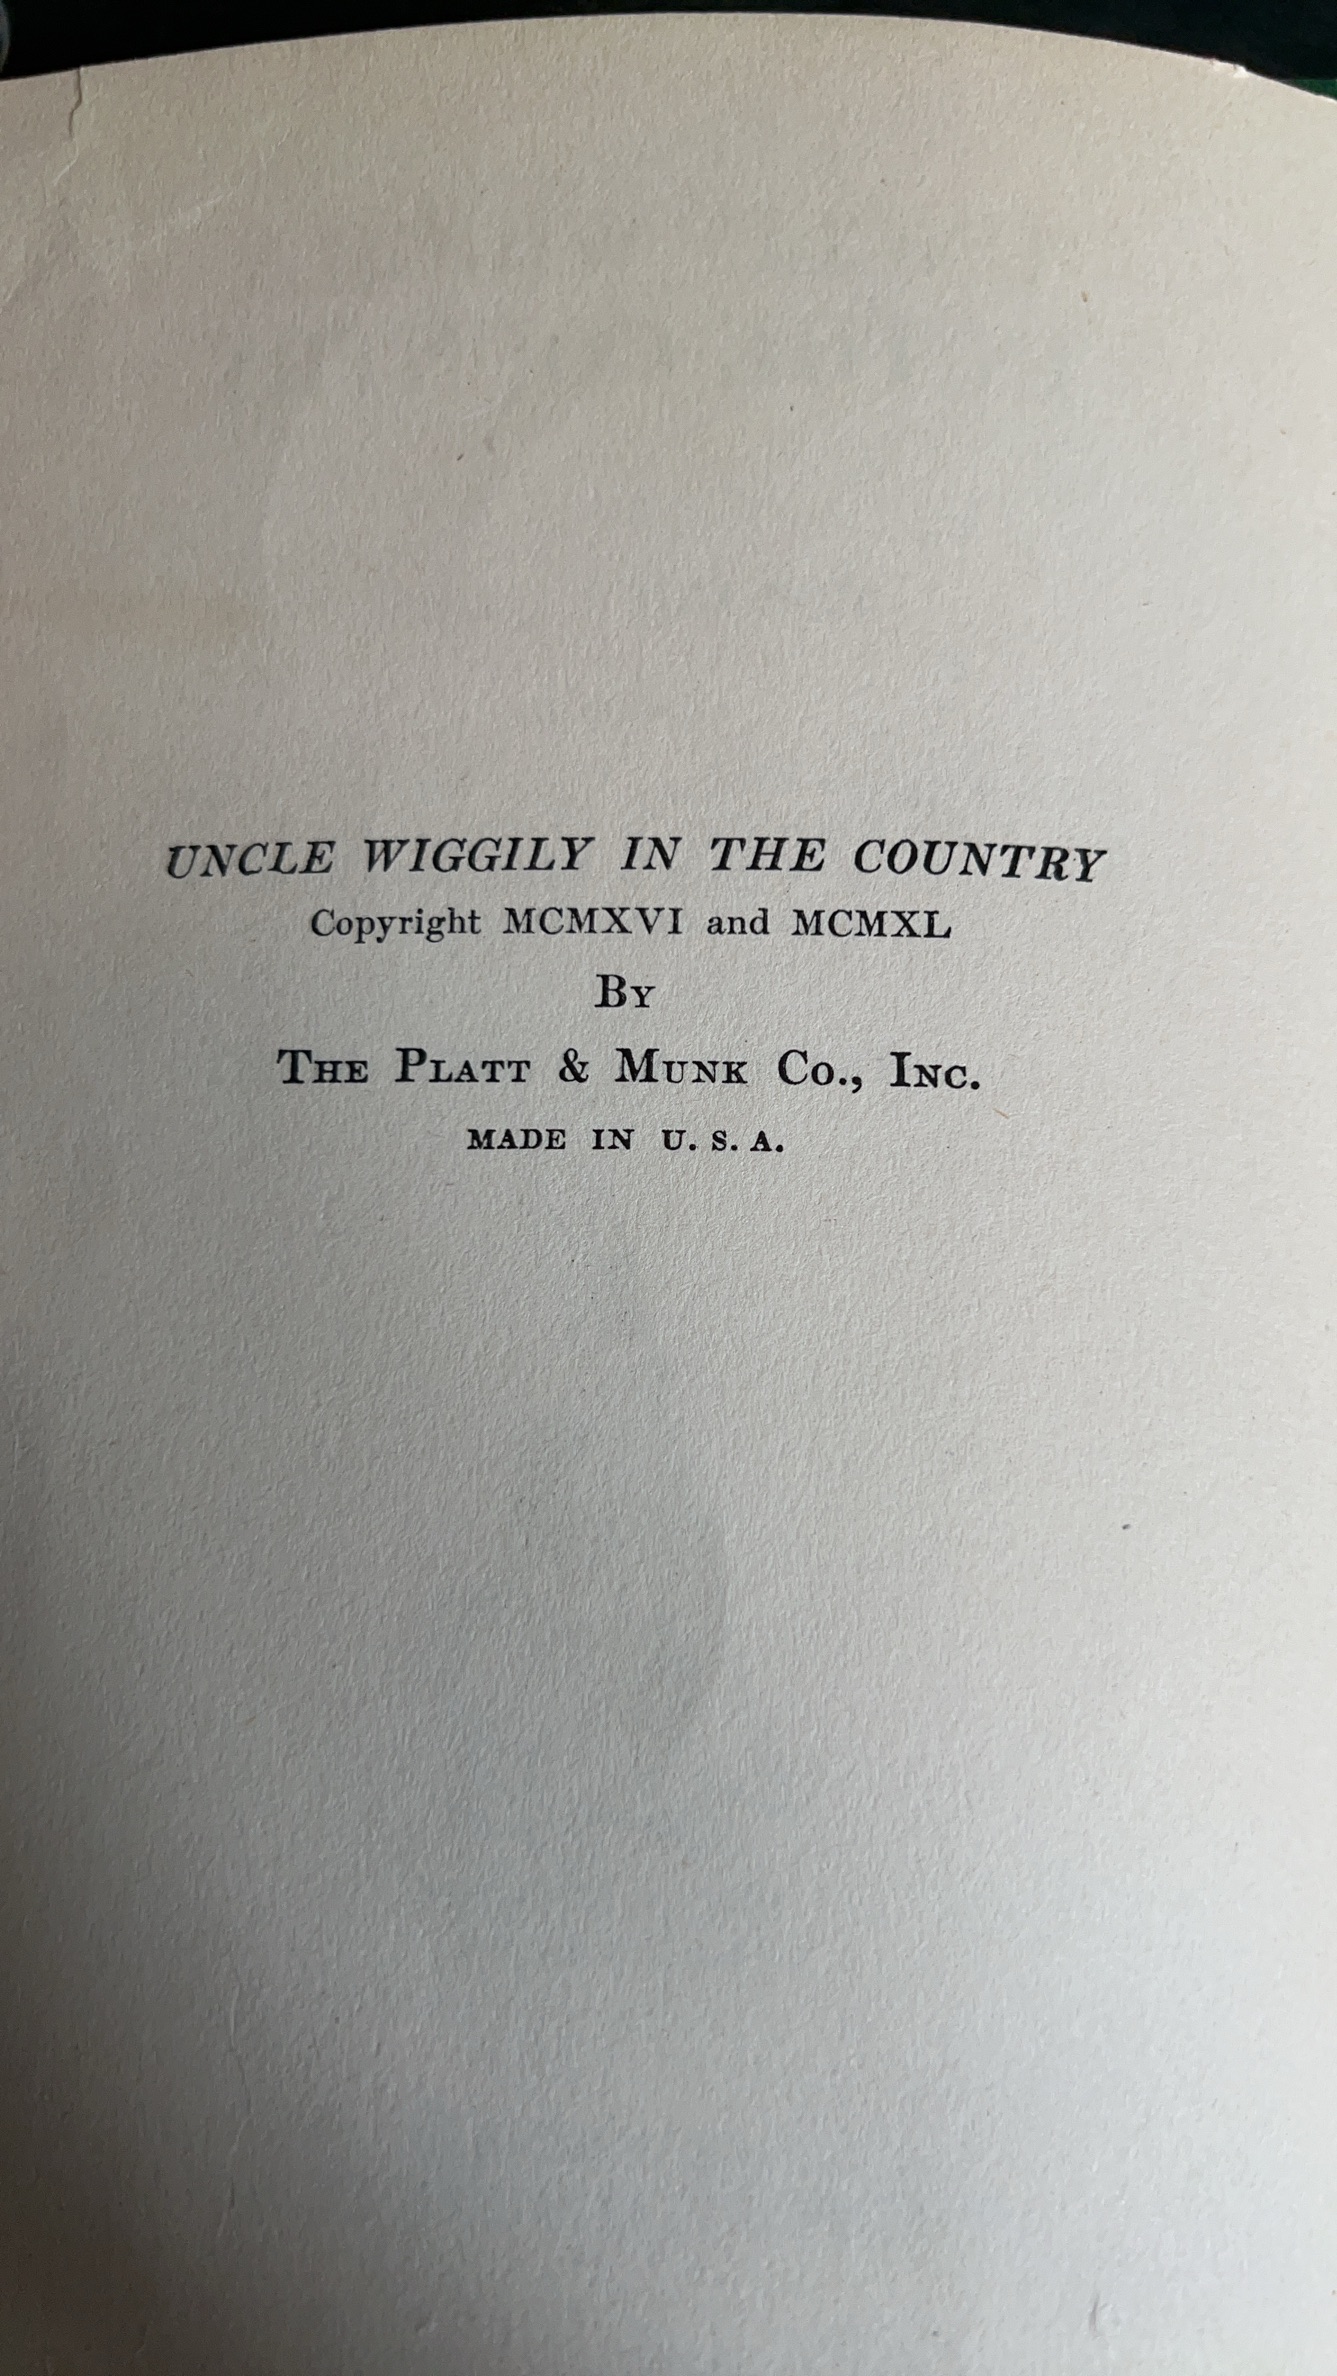 UNCLE WIGGILY IN THE COUNTRY
Copyright MCMXVI and MCMXL
By
The Platt & Munk Co., Inc.
MADE IN U. S. A.